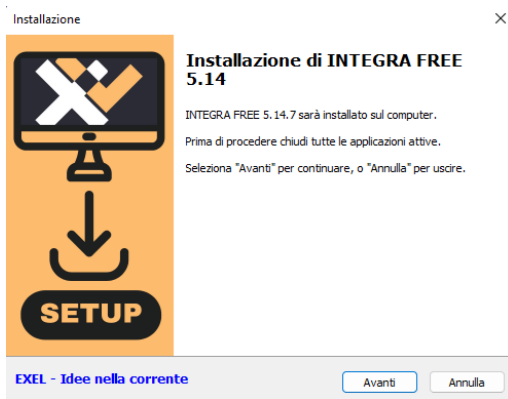 Installazione
Installazione di INTEGRA FREE
5.14
INTEGRA FREE 5.14.7 sarà installato sul computer.
Prima di procedere chiudi tutte le applicazioni attive.
Seleziona "Avanti" per continuare, o "Annulla" per uscire.
SETUP
EXEL - Idee nella corrente
Avanti
Annulla